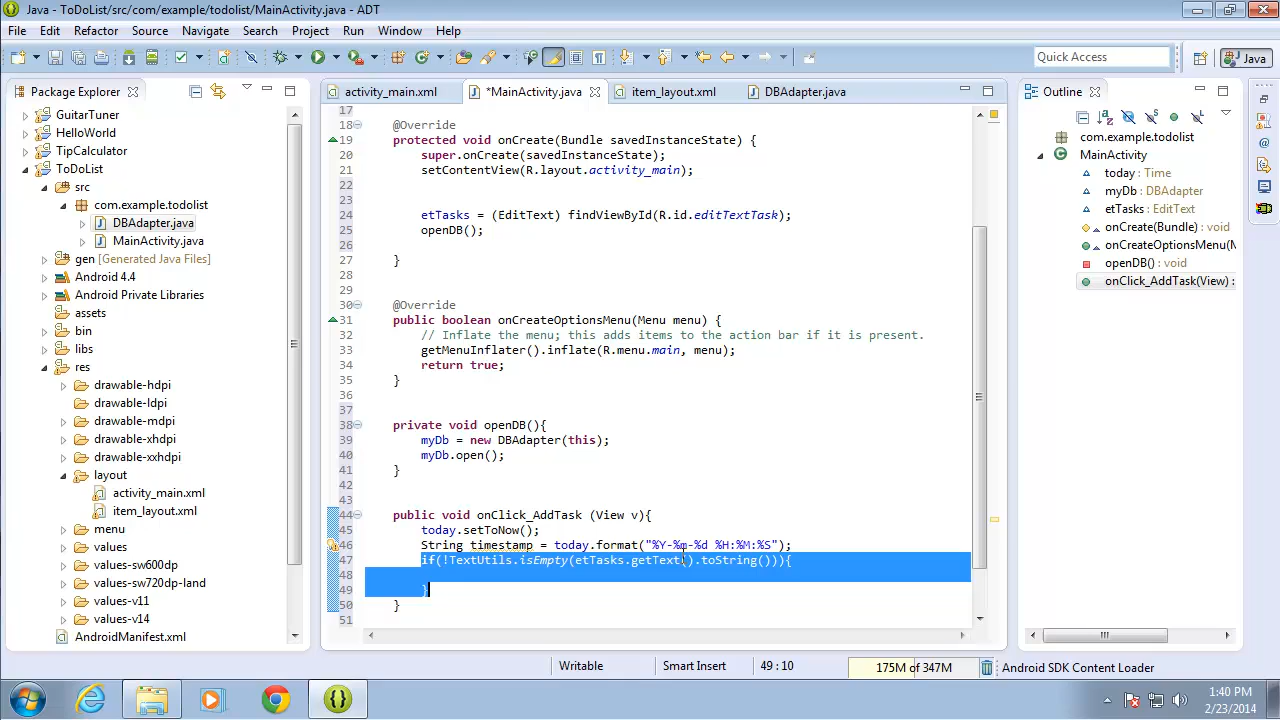 Java - ToDoList/src/com/example/todolist/MainActivity.java - ADT
File Edit Refactor Source Navigate Search Project Run Window Help
Quick Access
Java
Package Explorer
activity_main.xml
*MainActivity.java
item_layout.xml
DBAdapter.java
Outline
GuitarTuner
HelloWorld
TipCalculator
ToDoList
src
com.example.todolist
DBAdapter.java
MainActivity.java
gen [Generated Java Files]
Android 4.4
Android Private Libraries
assets
bin
libs
res
drawable-hdpi
drawable-ldpi
drawable-mdpi
drawable-xhdpi
drawable-xxhdpi
layout
activity_main.xml
item_layout.xml
menu
values
values-sw600dp
values-sw720dp-land
values-v11
values-v14
AndroidManifest.xml
17
18 @Override
19 protected void onCreate(Bundle savedInstanceState) {
20 super.onCreate(savedInstanceState);
21 setContentView(R.layout.activity_main);
22
23
24 etTasks = (EditText) findViewById(R.id.editTextTask);
25 openDB();
26
27 }
28
29
30 @Override
31 public boolean onCreateOptionsMenu(Menu menu) {
32 // Inflate the menu; this adds items to the action bar if it is present.
33 getMenuInflater().inflate(R.menu.main, menu);
34 return true;
35 }
36
37
38 private void openDB(){
39 myDb = new DBAdapter(this);
40 myDb.open();
41 }
42
43
44 public void onClick_AddTask (View v){
45 today.setToNow();
46 String timestamp = today.format("%Y-%m-%d %H:%M:%S");
47 if(!TextUtils.isEmpty(etTasks.getText().toString())){
48
49 }
50 }
51
com.example.todolist
MainActivity
today : Time
myDb : DBAdapter
etTasks : EditText
onCreate(Bundle) : void
onCreateOptionsMenu(M
openDB() : void
onClick_AddTask(View) :
Writable
Smart Insert
49 : 10
175M of 347M
Android SDK Content Loader
1:40 PM
2/23/2014